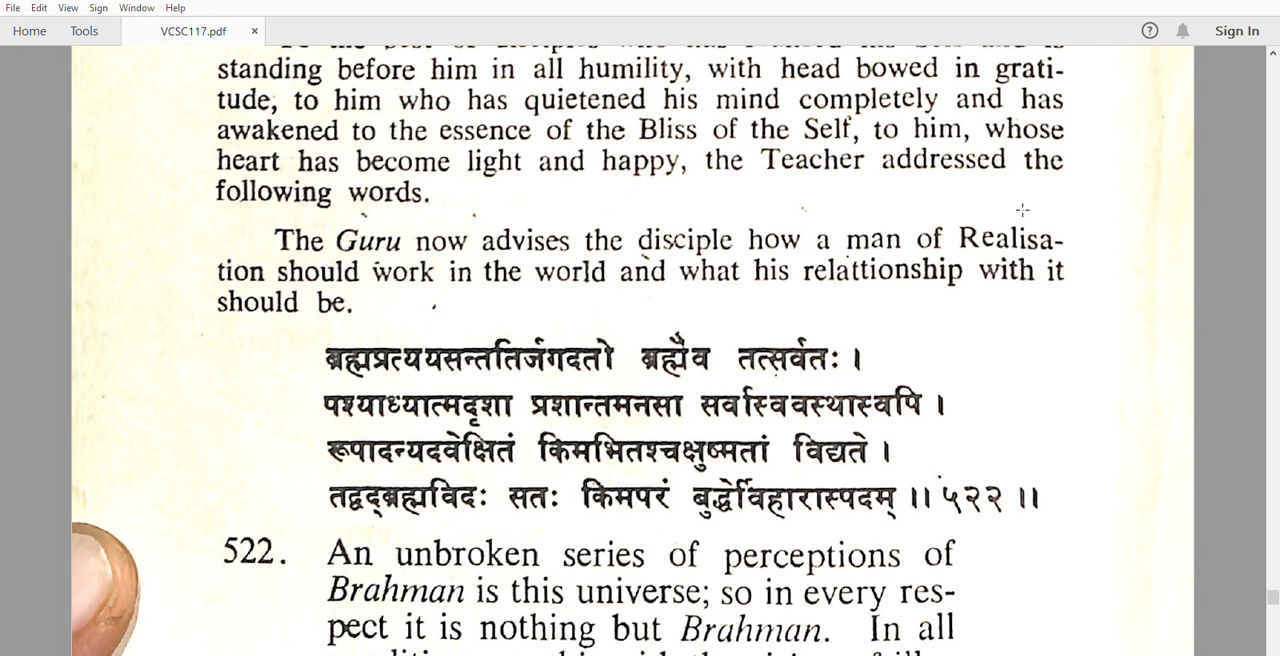 File Edit View Sign Window Help
Home Tools VCSC117.pdf × ? Sign In
standing before him in all humility, with head bowed in grati-
tude, to him who has quietened his mind completely and has
awakened to the essence of the Bliss of the Self, to him, whose
heart has become light and happy, the Teacher addressed the
following words.
The Guru now advises the disciple how a man of Realisa-
tion should work in the world and what his relattionship with it
should be.
ब्रह्मप्रत्ययसन्ततिर्जगदतो ब्रह्मैव तत्सर्वतः ।
पश्याध्यात्मदृशा प्रशान्तमनसा सर्वास्ववस्थास्वपि ।
रूपादन्यदवेक्षितं किमभितश्चक्षुष्मतां विद्यते ।
तद्वद्ब्रह्मविदः सतः किमपरं बुद्धेर्विहारास्पदम् ॥ ५२२ ॥
522. An unbroken series of perceptions of
Brahman is this universe; so in every res-
pect it is nothing but Brahman. In all